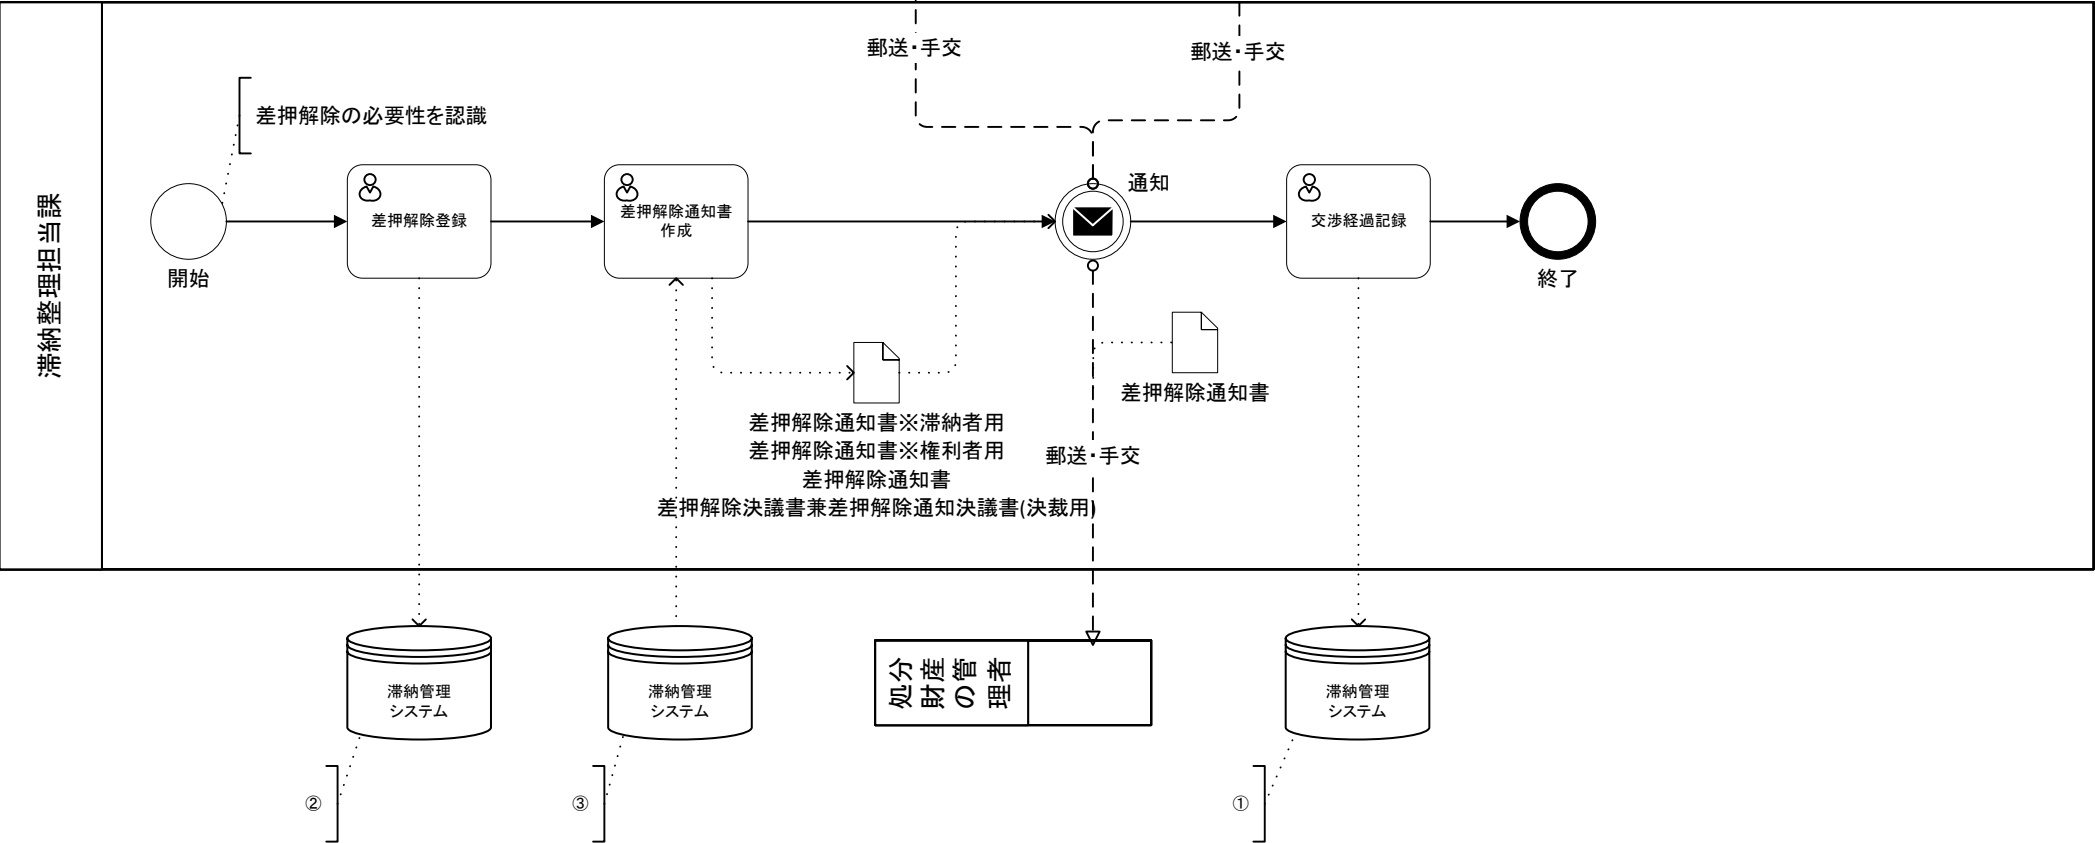 郵送・手交
郵送・手交
差押解除の必要性を認識
滞納整理担当課
開始
差押解除登録
差押解除通知書
作成
通知
交渉経過記録
終了
差押解除通知書
差押解除通知書※滞納者用
差押解除通知書※権利者用
差押解除通知書
差押解除決議書兼差押解除通知決議書(決裁用)
郵送・手交
滞納管理
システム
滞納管理
システム
処分
財産
の管
理者
滞納管理
システム
②
③
①